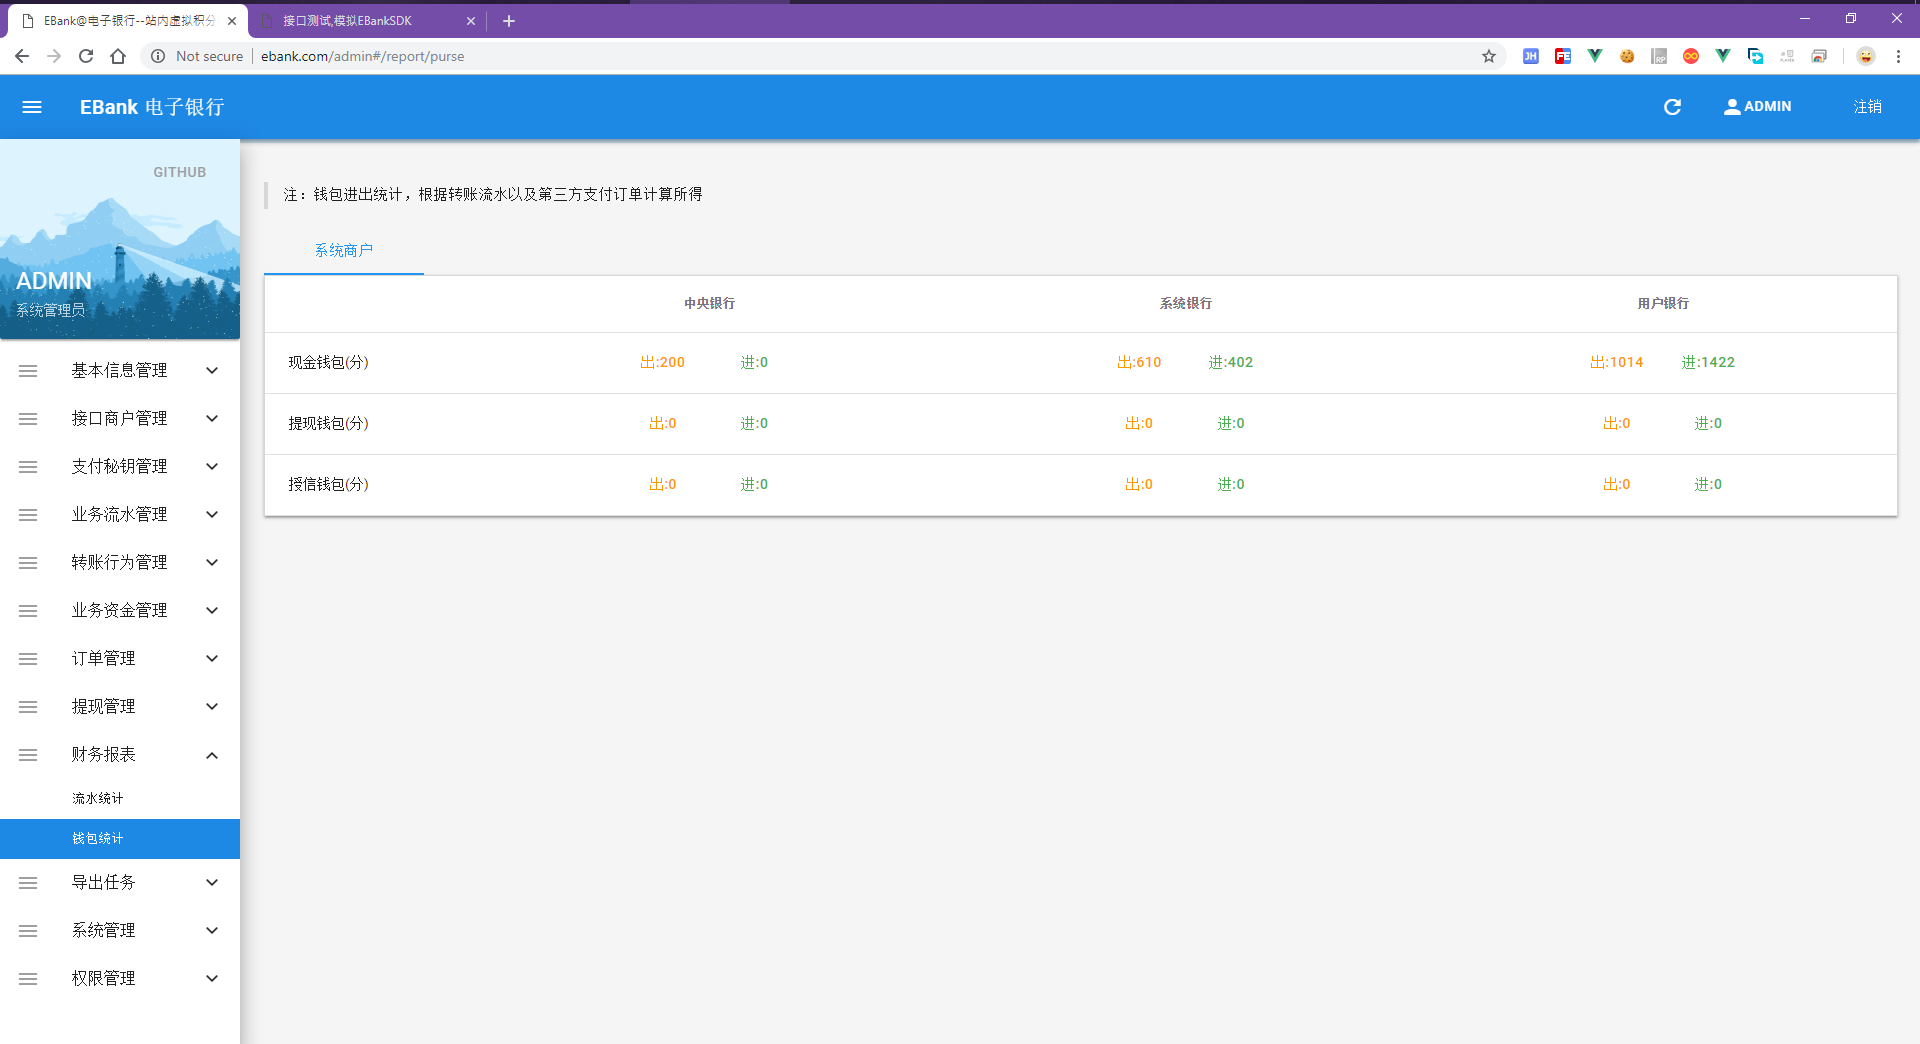 EBank@电子银行--站内虚拟积分
接口测试,模拟EBankSDK
Not secure
ebank.com/admin#/report/purse
EBank 电子银行
ADMIN
注销
GITHUB
ADMIN
系统管理员
基本信息管理
接口商户管理
支付秘钥管理
业务流水管理
转账行为管理
业务资金管理
订单管理
提现管理
财务报表
流水统计
钱包统计
导出任务
系统管理
权限管理
注：钱包进出统计，根据转账流水以及第三方支付订单计算所得
系统商户
中央银行 系统银行 用户银行
现金钱包(分) 出:200 进:0 出:610 进:402 出:1014 进:1422
提现钱包(分) 出:0 进:0 出:0 进:0 出:0 进:0
授信钱包(分) 出:0 进:0 出:0 进:0 出:0 进:0